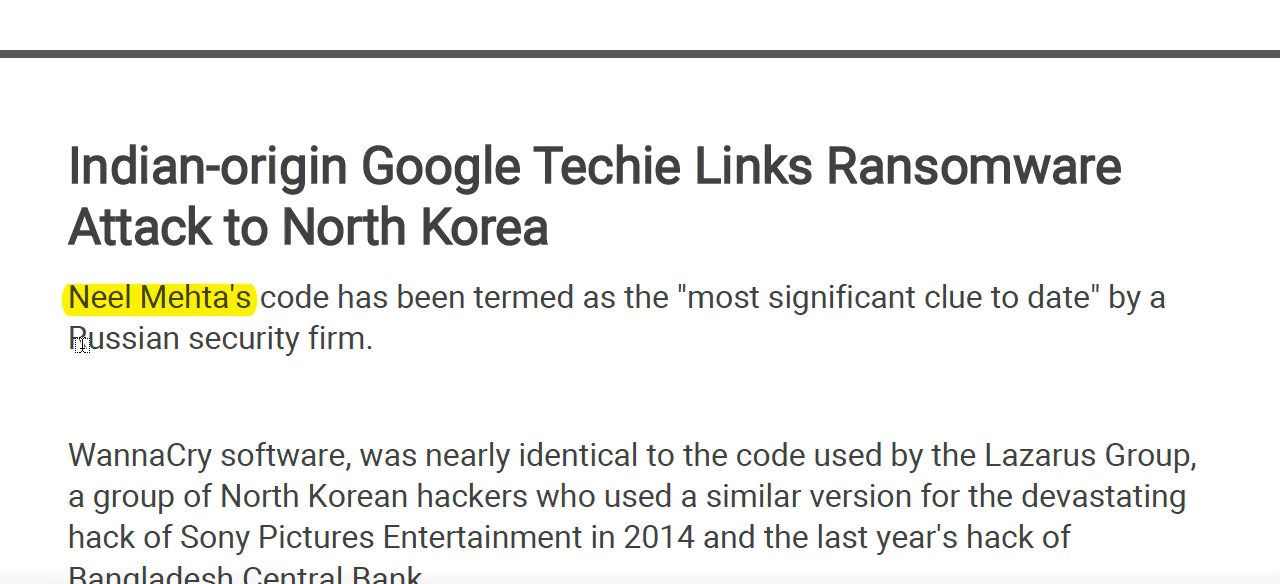 Indian-origin Google Techie Links Ransomware
Attack to North Korea
Neel Mehta's code has been termed as the "most significant clue to date" by a
Russian security firm.
WannaCry software, was nearly identical to the code used by the Lazarus Group,
a group of North Korean hackers who used a similar version for the devastating
hack of Sony Pictures Entertainment in 2014 and the last year's hack of
Bangladesh Central Bank.